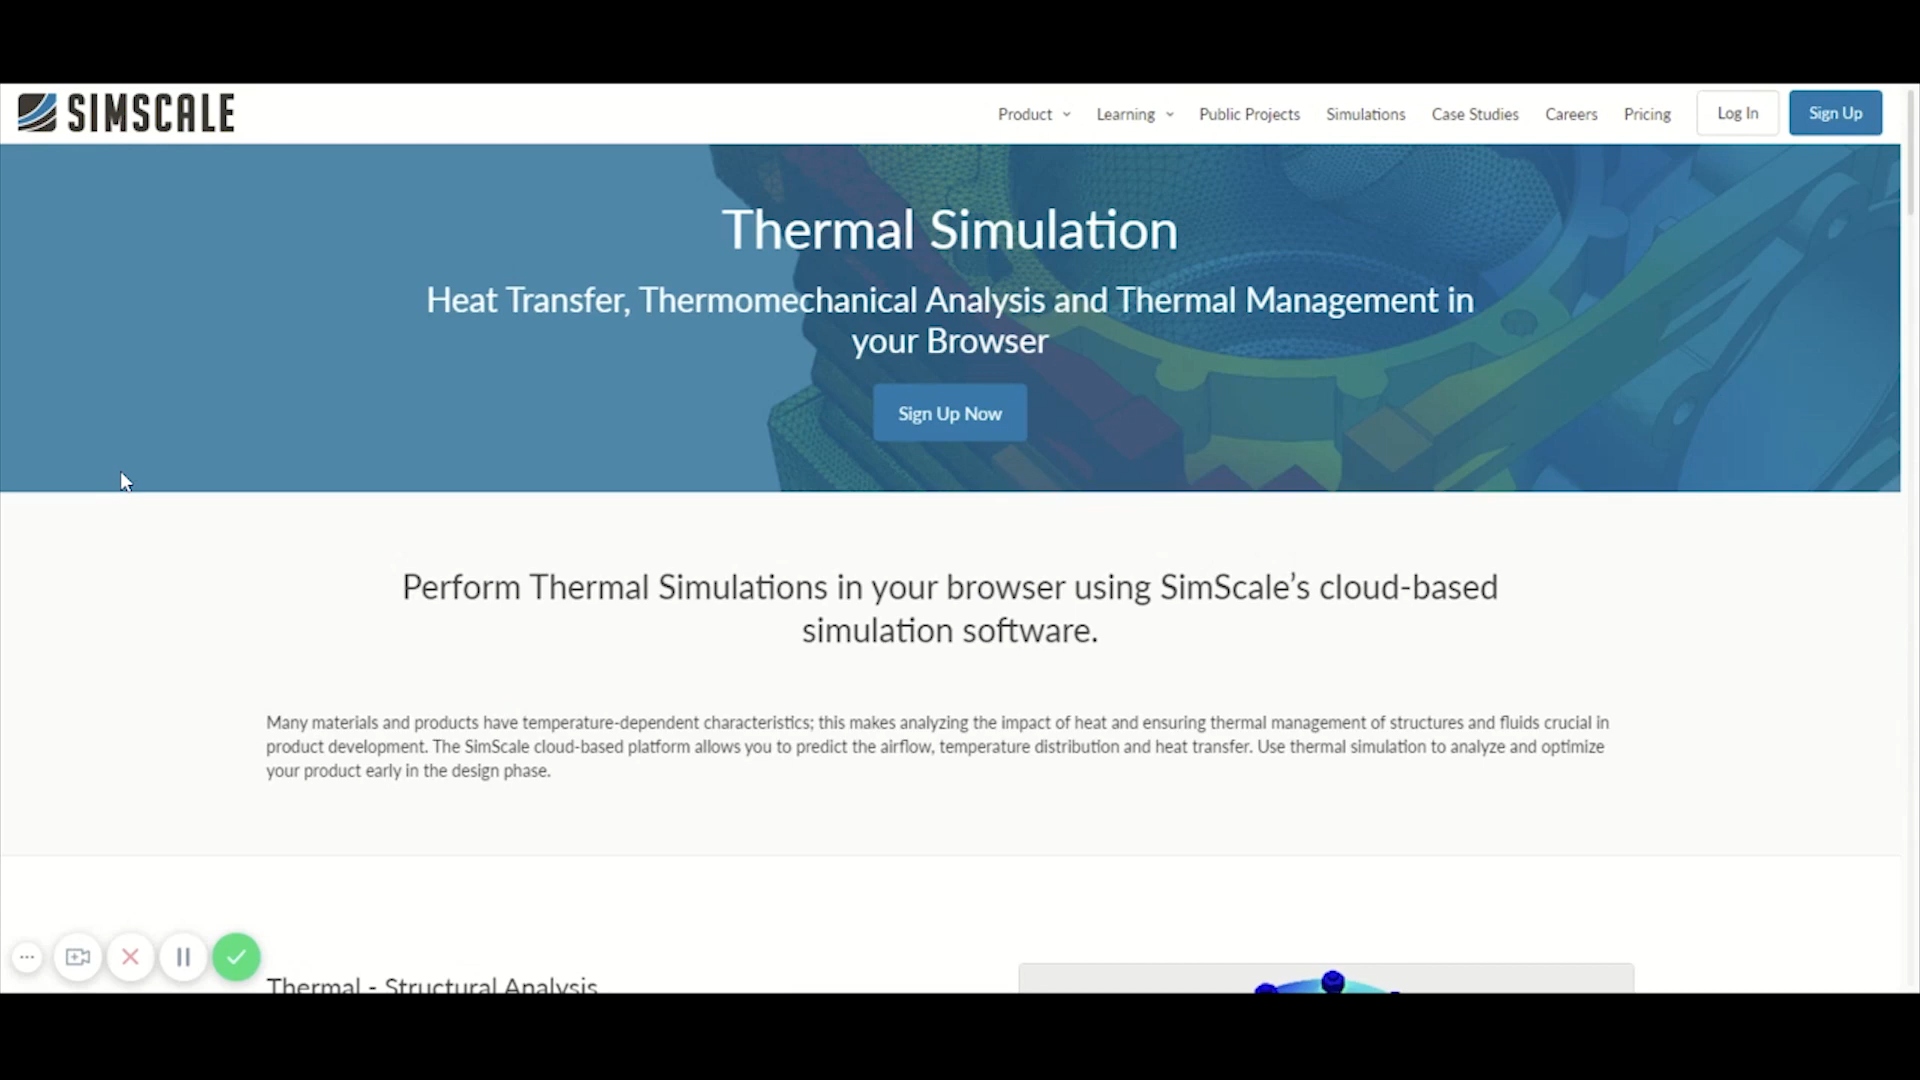 SIMSCALE
Product Learning Public Projects Simulations Case Studies Careers Pricing Log In Sign Up
Thermal Simulation
Heat Transfer, Thermomechanical Analysis and Thermal Management in
your Browser
Sign Up Now
Perform Thermal Simulations in your browser using SimScale’s cloud-based
simulation software.
Many materials and products have temperature-dependent characteristics; this makes analyzing the impact of heat and ensuring thermal management of structures and fluids crucial in
product development. The SimScale cloud-based platform allows you to predict the airflow, temperature distribution and heat transfer. Use thermal simulation to analyze and optimize
your product early in the design phase.
Thermal - Structural Analysis